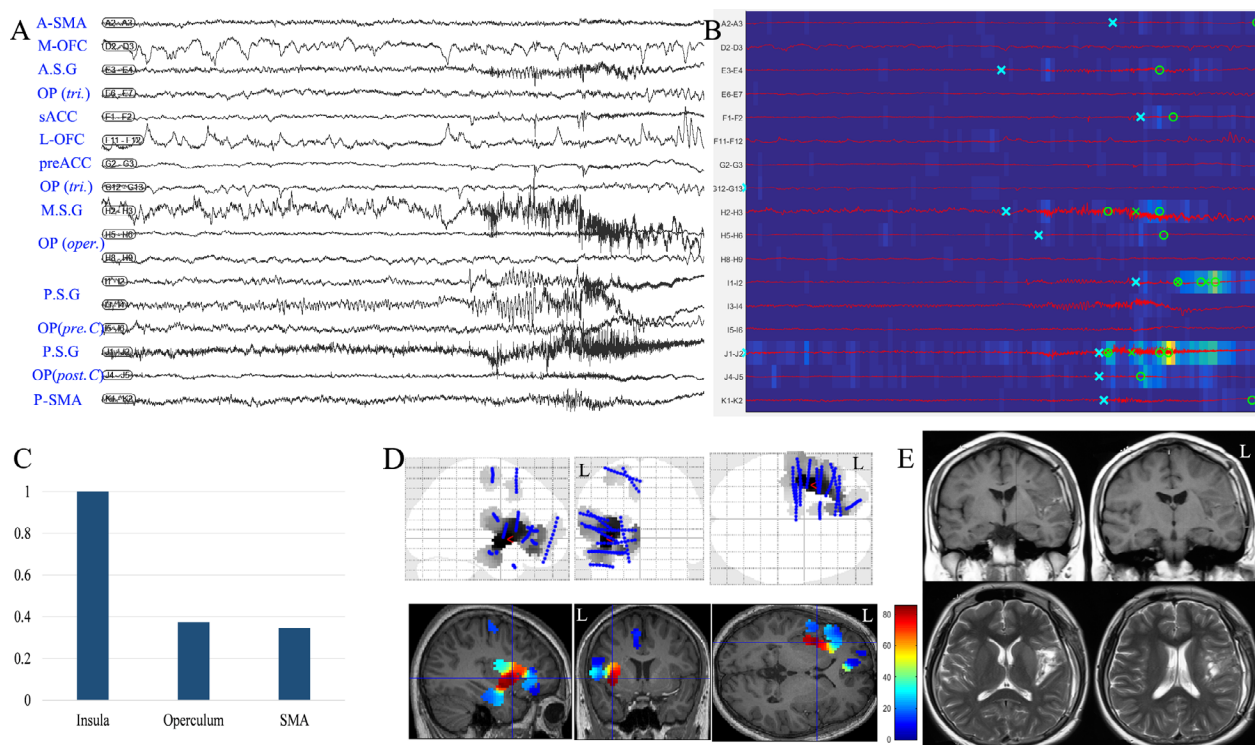 A
A-SMA A2-A3
M-OFC D2-D3
A.S.G E3-E4
OP (tri.) E6-E7
sACC F1-F2
L-OFC
preACC G2-G3
OP (tri.) G12-G13
M.S.G H2-H3
OP (oper.) H5-H6
H8-H9
P.S.G I1-I2
OP(pre.C) I5-I6
P.S.G J1-J2
OP(post.C) J4-J5
P-SMA K1-K2
B
A2-A3
D2-D3
E3-E4
E6-E7
F1-F2
F11-F12
G2-G3
G12-G13
H2-H3
H5-H6
H8-H9
I1-I2
I3-I4
I5-I6
J1-J2
J4-J5
K1-K2
C
1
0.8
0.6
0.4
0.2
0
Insula Operculum SMA
D
L
L
L
L
80
60
40
20
0
E
L